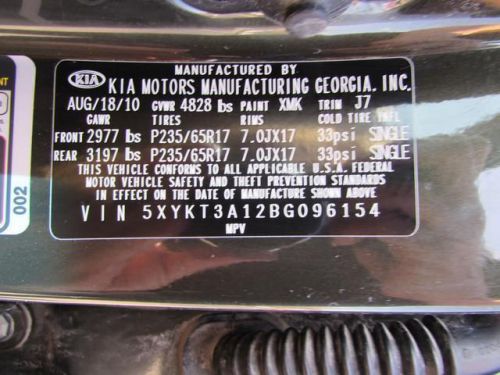 MANUFACTURED BY
KIA KIA MOTORS MANUFACTURING GEORGIA. INC.
AUG/18/10 GVWR 4828 lbs PAINT XMK TRIM J7
GAWR TIRES RIMS COLD TIRE INFL
FRONT 2977 lbs P235/65R17 7.0JX17 33psi SINGLE
REAR 3197 lbs P235/65R17 7.0JX17 33psi SINGLE
THIS VEHICLE CONFORMS TO ALL APPLICABLE U.S.A. FEDERAL
MOTOR VEHICLE SAFETY AND THEFT PREVENTION STANDARDS
IN EFFECT ON THE DATE OF MANUFACTURE SHOWN ABOVE
VIN 5XYKT3A12BG096154
MPV
002